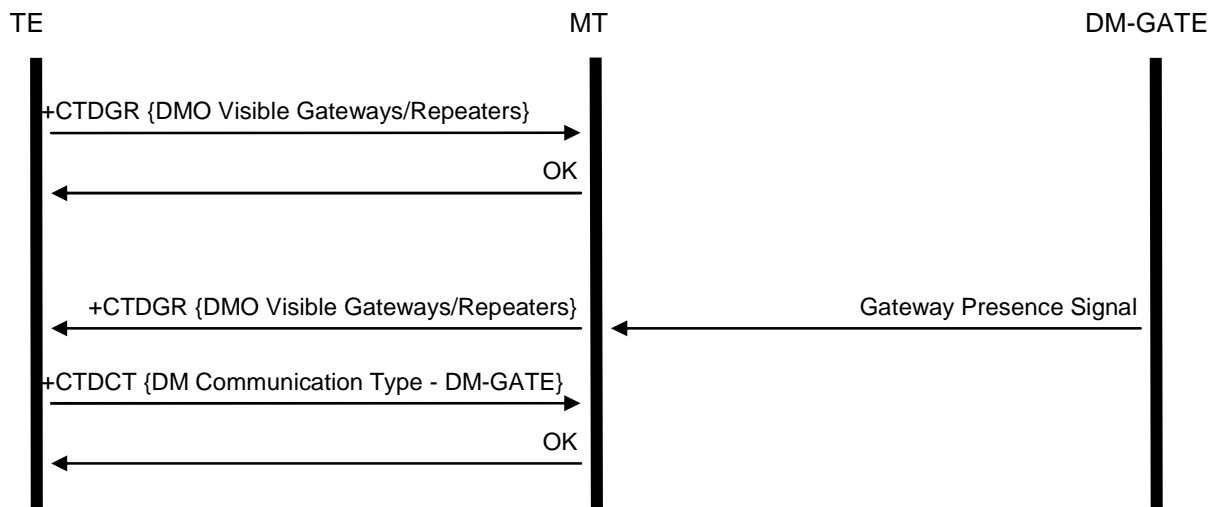 TE
MT
DM-GATE
+CTDGR {DMO Visible Gateways/Repeaters}
OK
+CTDGR {DMO Visible Gateways/Repeaters}
Gateway Presence Signal
+CTDCT {DM Communication Type - DM-GATE}
OK